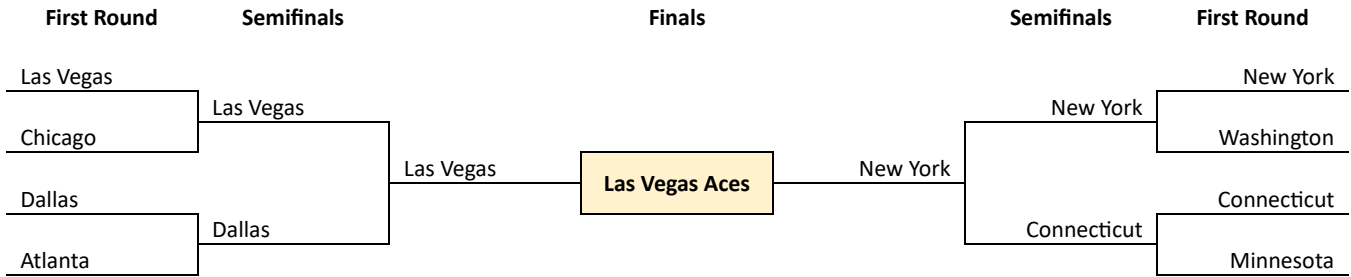 First Round Semifinals Finals Semifinals First Round
Las Vegas New York
Las Vegas New York
Chicago Washington
Las Vegas Las Vegas Aces New York
Dallas Connecticut
Dallas Connecticut
Atlanta Minnesota